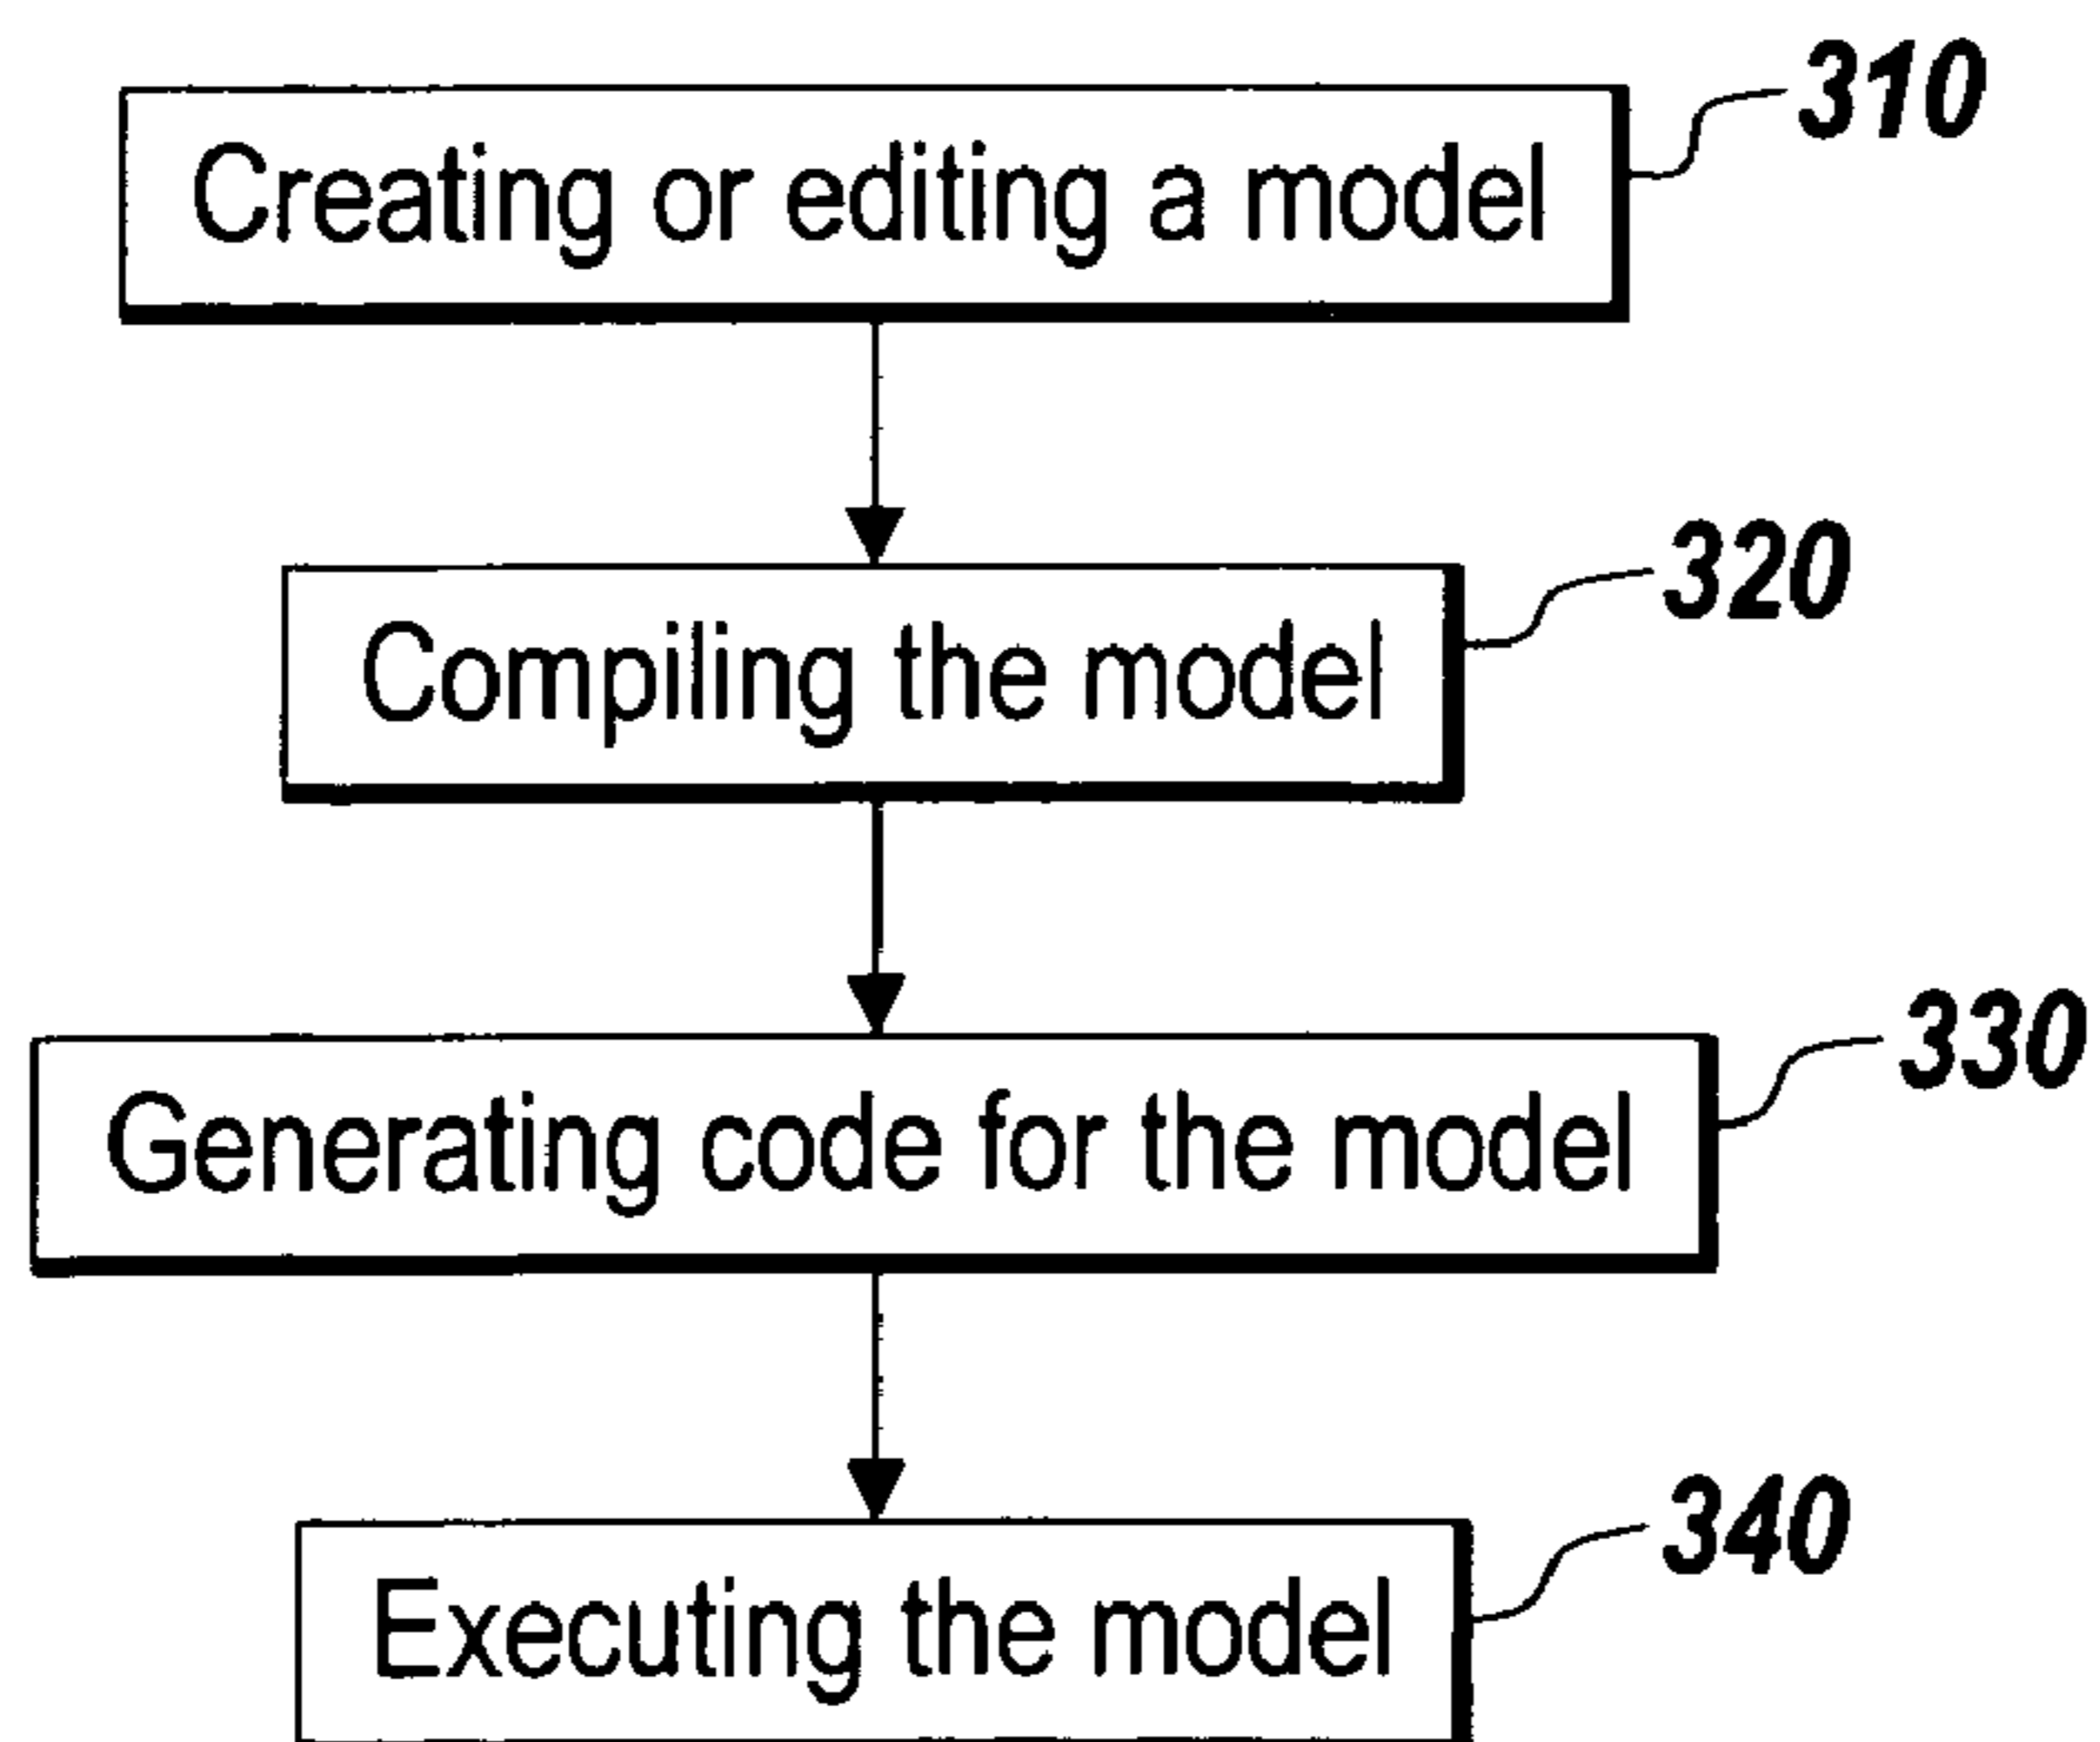 310
Creating or editing a model
320
Compiling the model
330
Generating code for the model
340
Executing the model